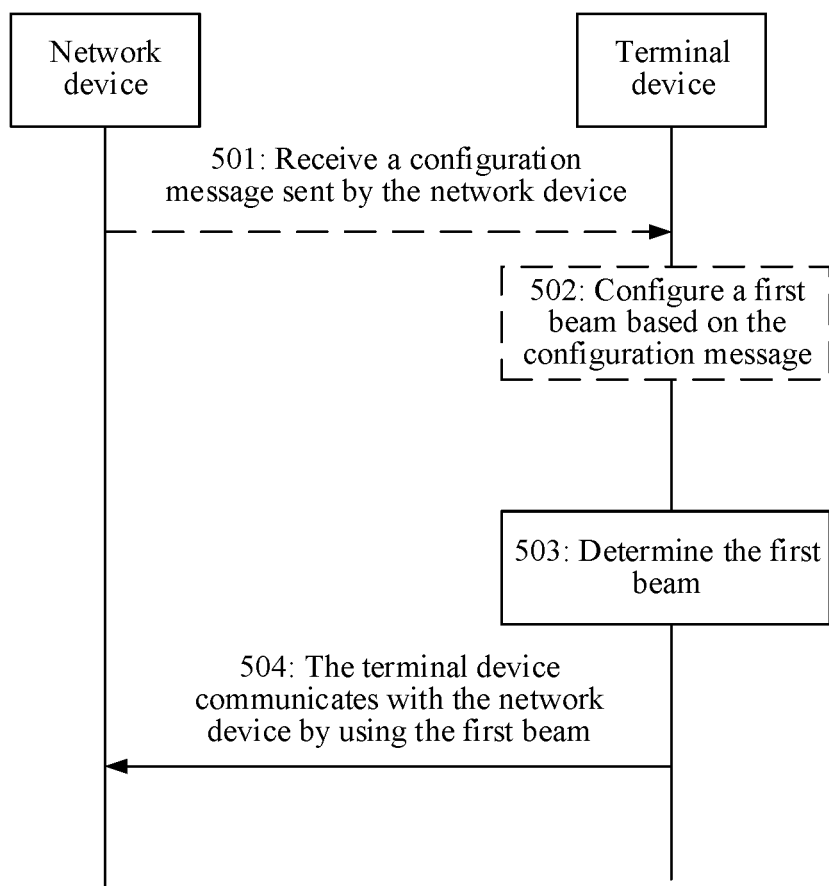 Network
device
Terminal
device
501: Receive a configuration
message sent by the network device
502: Configure a first
beam based on the
configuration message
503: Determine the first
beam
504: The terminal device
communicates with the network
device by using the first beam